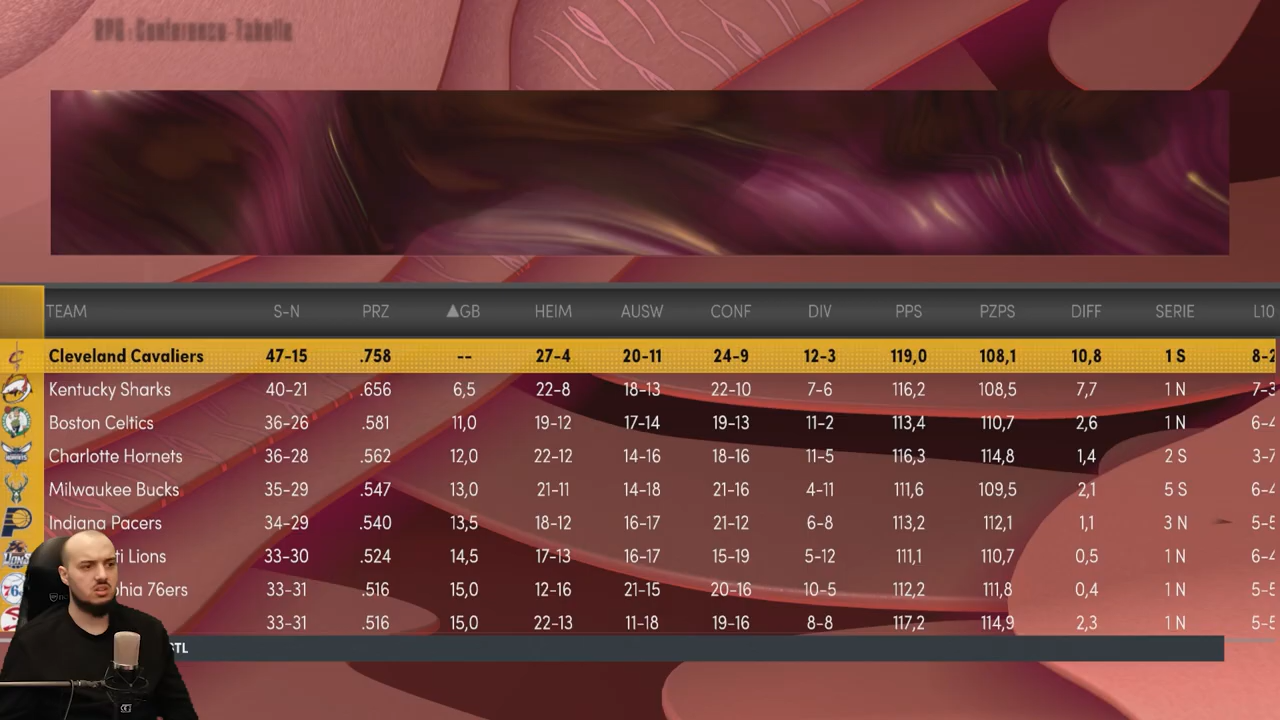 TEAM S-N PRZ ▲GB HEIM AUSW CONF DIV PPS PZPS DIFF SERIE L10
Cleveland Cavaliers 47-15 .758 -- 27-4 20-11 24-9 12-3 119,0 108,1 10,8 1 S 8-2
Kentucky Sharks 40-21 .656 6,5 22-8 18-13 22-10 7-6 116,2 108,5 7,7 1 N 7-3
Boston Celtics 36-26 .581 11,0 19-12 17-14 19-13 11-2 113,4 110,7 2,6 1 N 6-4
Charlotte Hornets 36-28 .562 12,0 22-12 14-16 18-16 11-5 116,3 114,8 1,4 2 S 3-7
Milwaukee Bucks 35-29 .547 13,0 21-11 14-18 21-16 4-11 111,6 109,5 2,1 5 S 6-4
Indiana Pacers 34-29 .540 13,5 18-12 16-17 21-12 6-8 113,2 112,1 1,1 3 N 5-5
ti Lions 33-30 .524 14,5 17-13 16-17 15-19 5-12 111,1 110,7 0,5 1 N 6-4
phia 76ers 33-31 .516 15,0 12-16 21-15 20-16 10-5 112,2 111,8 0,4 1 N 5-5
33-31 .516 15,0 22-13 11-18 19-16 8-8 117,2 114,9 2,3 1 N 5-5
STL